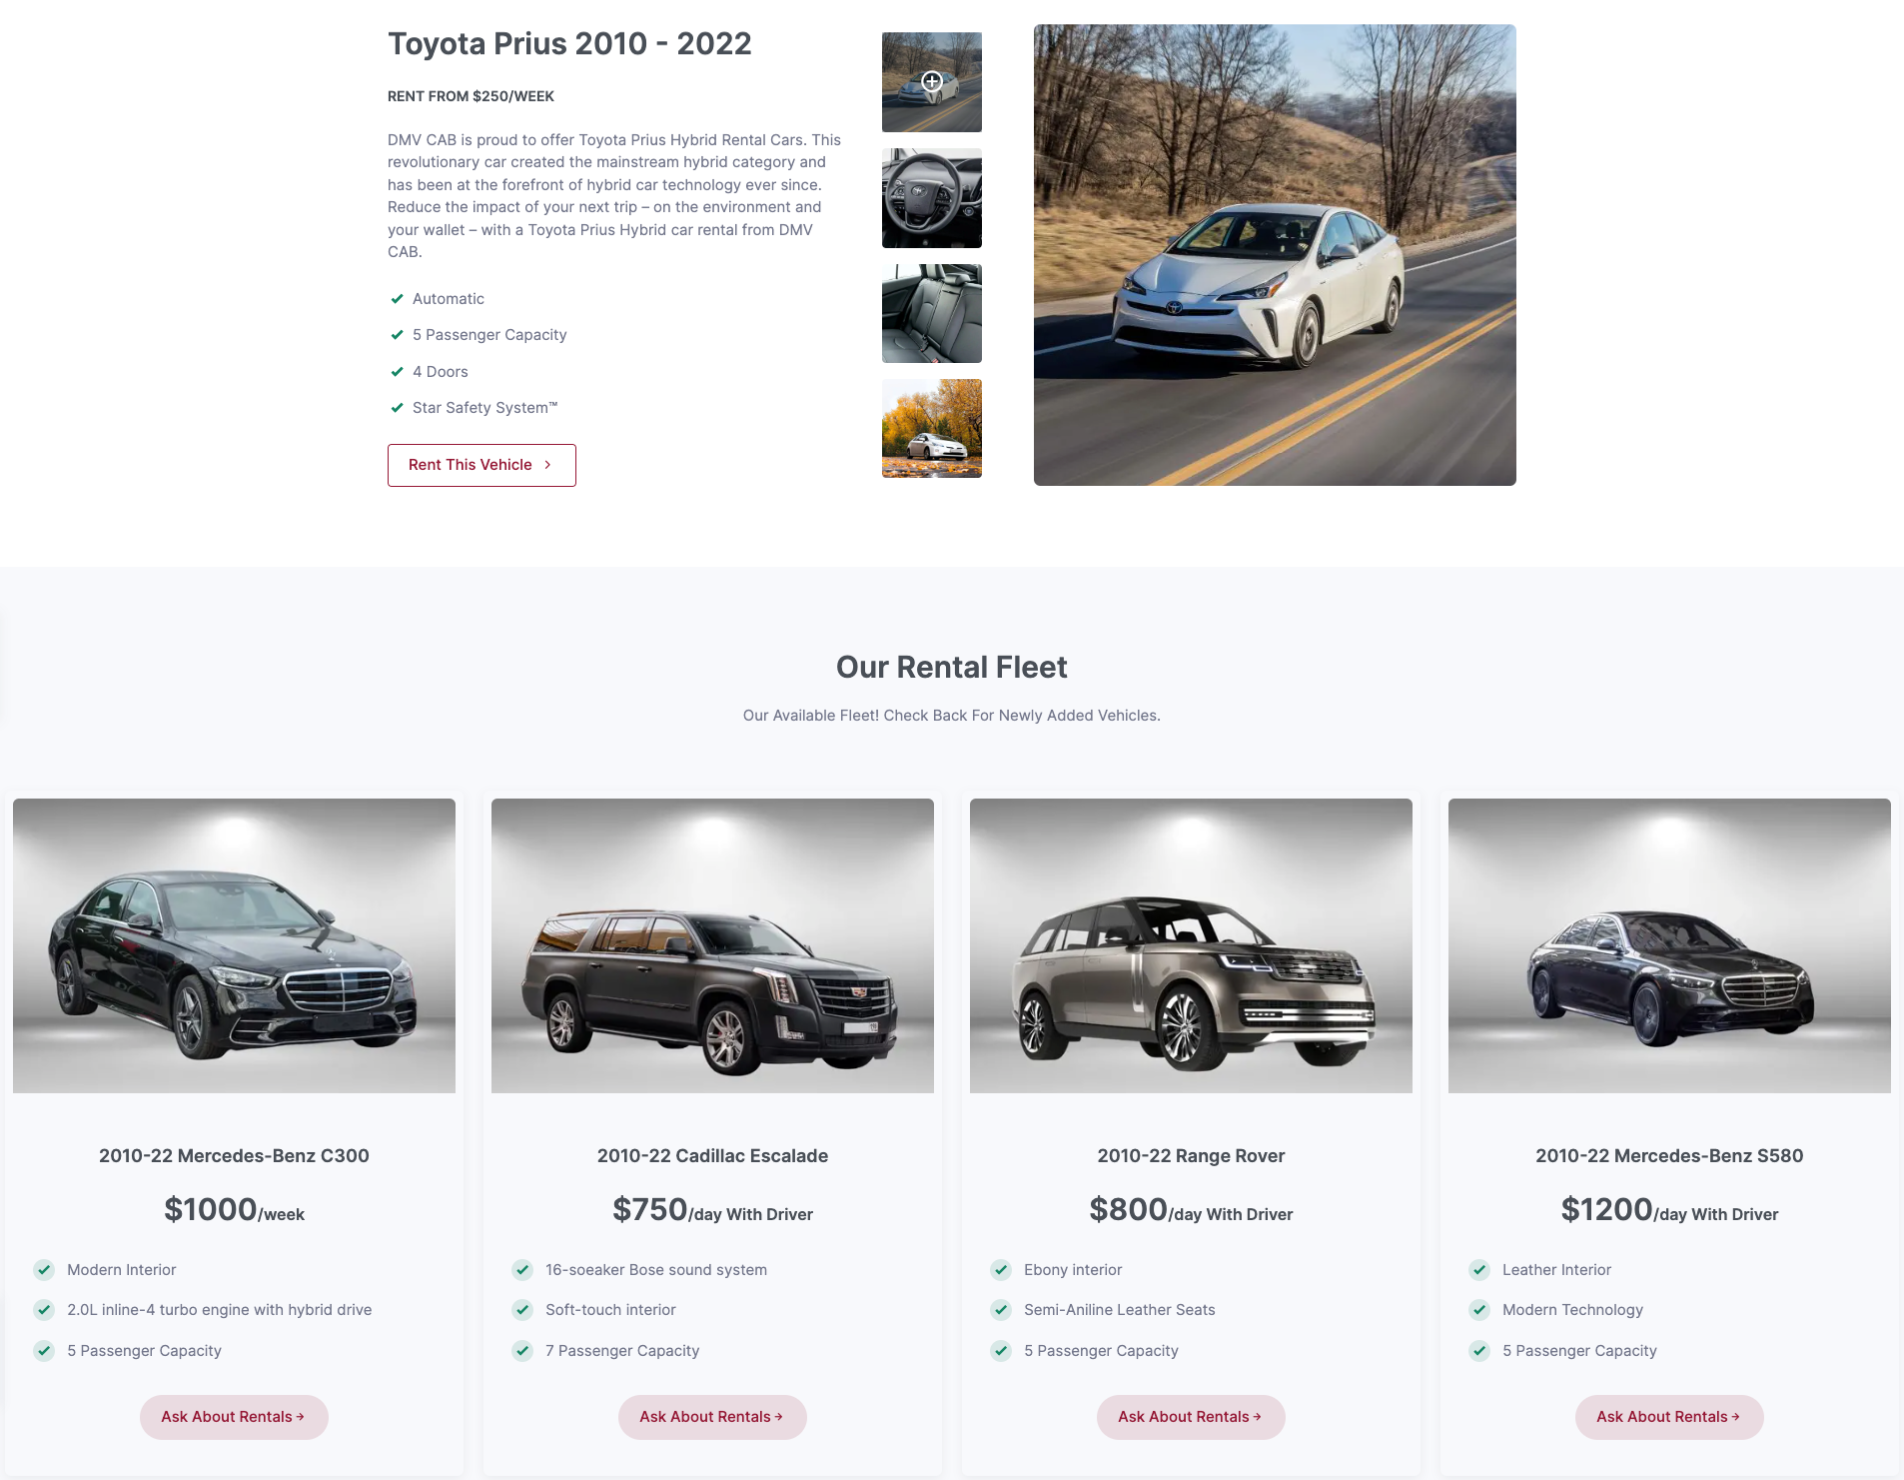 Toyota Prius 2010 - 2022
RENT FROM $250/WEEK
DMV CAB is proud to offer Toyota Prius Hybrid Rental Cars. This
revolutionary car created the mainstream hybrid category and
has been at the forefront of hybrid car technology ever since.
Reduce the impact of your next trip – on the environment and
your wallet – with a Toyota Prius Hybrid car rental from DMV
CAB.
Automatic
5 Passenger Capacity
4 Doors
Star Safety System™
Rent This Vehicle
Our Rental Fleet
Our Available Fleet! Check Back For Newly Added Vehicles.
2010-22 Mercedes-Benz C300
$1000/week
Modern Interior
2.0L inline-4 turbo engine with hybrid drive
5 Passenger Capacity
Ask About Rentals
2010-22 Cadillac Escalade
$750/day With Driver
16-soeaker Bose sound system
Soft-touch interior
7 Passenger Capacity
Ask About Rentals
2010-22 Range Rover
$800/day With Driver
Ebony interior
Semi-Aniline Leather Seats
5 Passenger Capacity
Ask About Rentals
2010-22 Mercedes-Benz S580
$1200/day With Driver
Leather Interior
Modern Technology
5 Passenger Capacity
Ask About Rentals